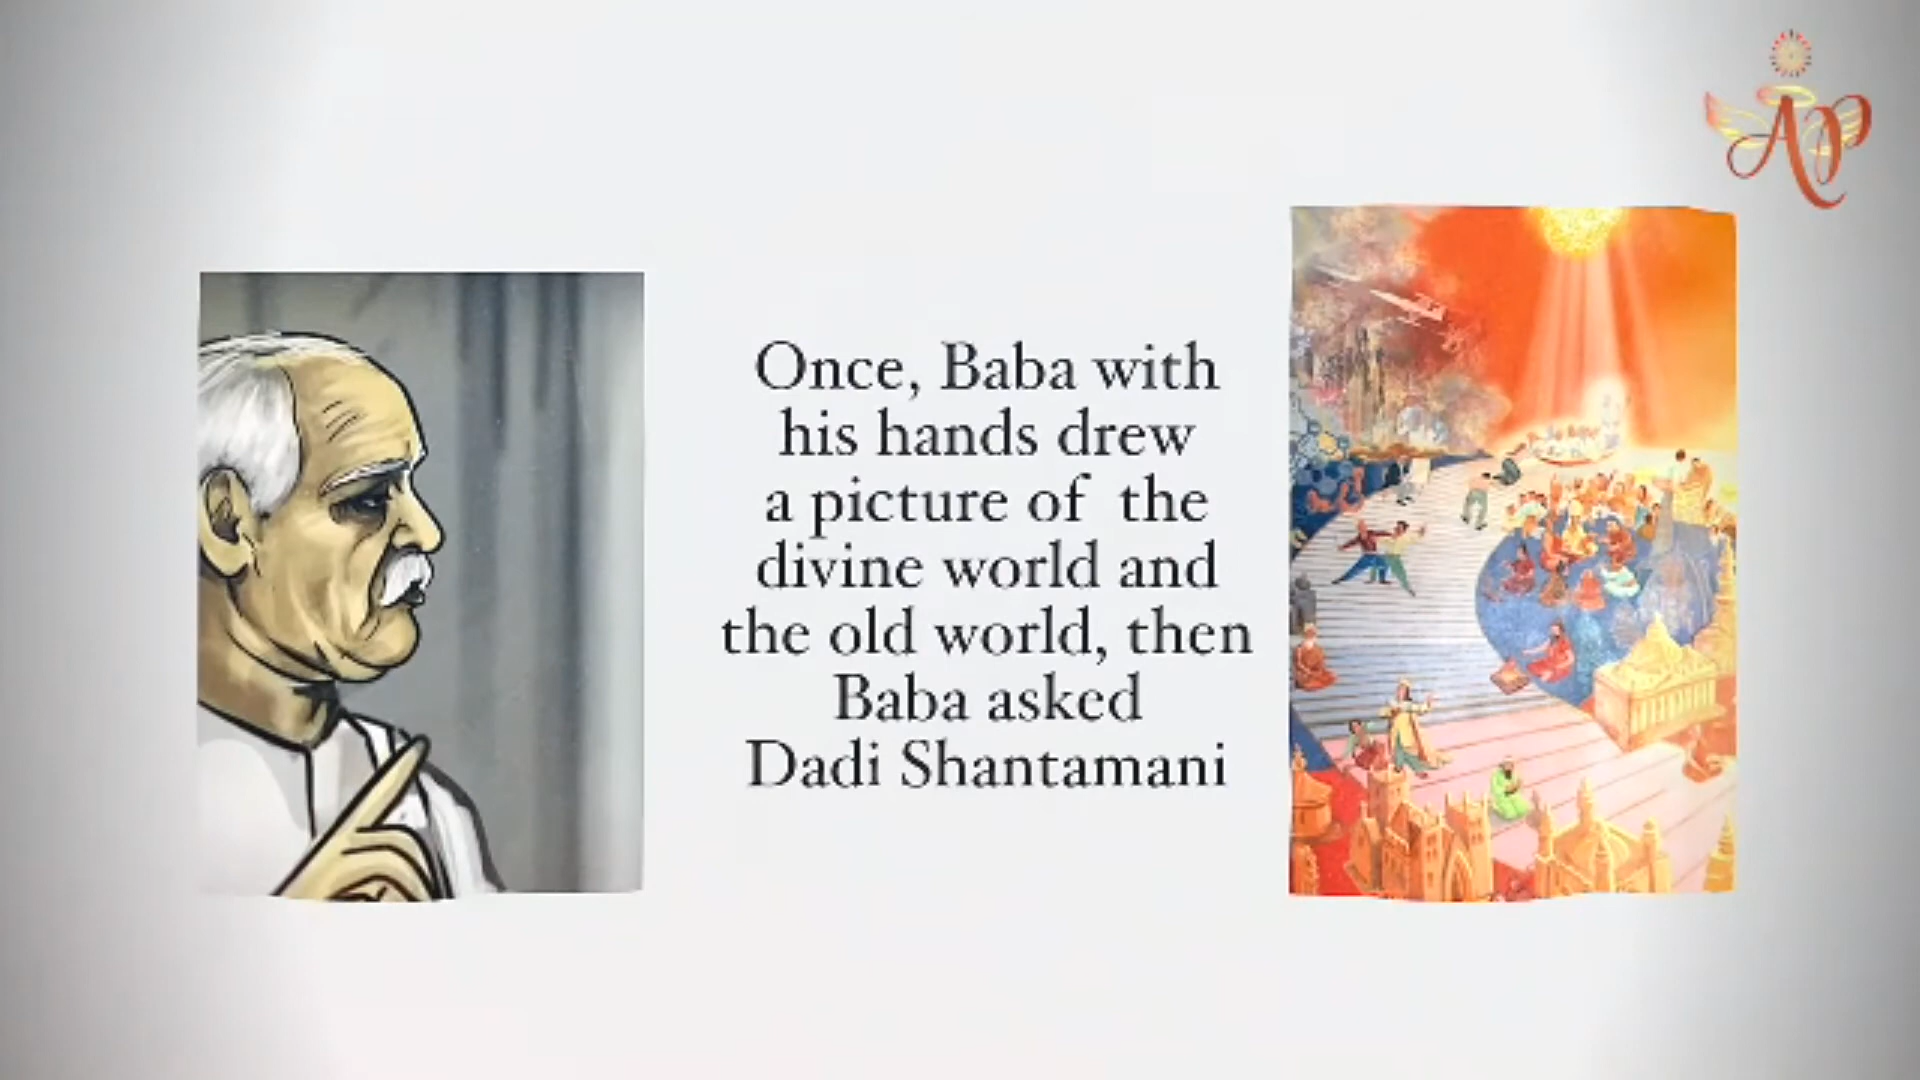 AP
Once, Baba with
his hands drew
a picture of the
divine world and
the old world, then
Baba asked
Dadi Shantamani